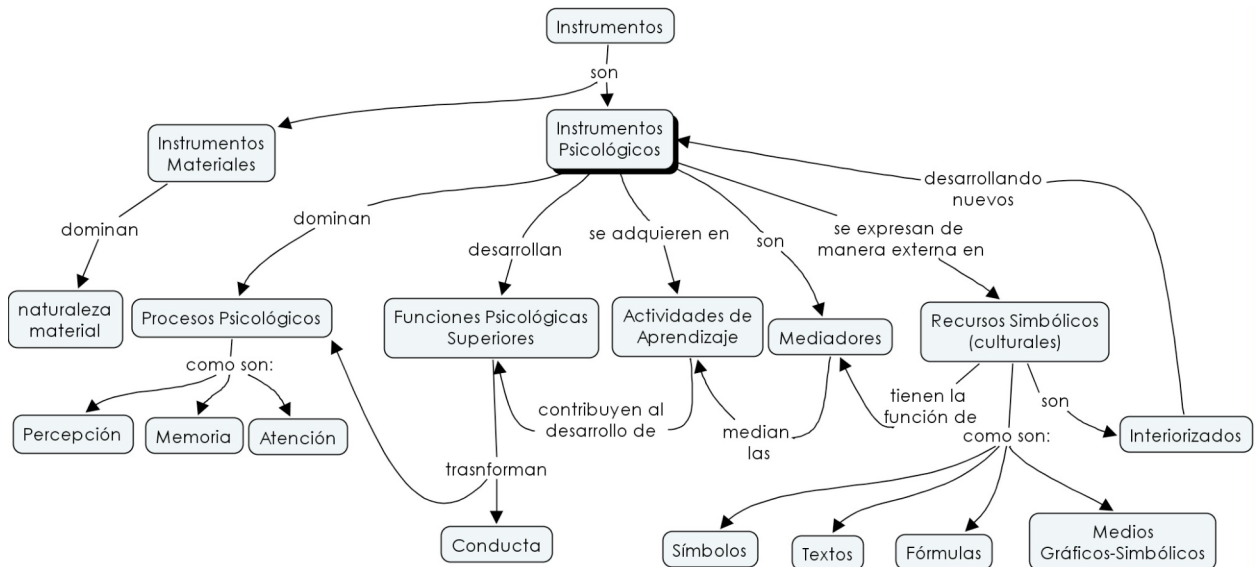 Instrumentos
son
Instrumentos
Materiales
Instrumentos
Psicológicos
desarrollando
nuevos
dominan
dominan
desarrollan
se adquieren en
son
se expresan de
manera externa en
naturaleza
material
Procesos Psicológicos
Funciones Psicológicas
Superiores
Actividades de
Aprendizaje
Mediadores
Recursos Simbólicos
(culturales)
como son:
contribuyen al
desarrollo de
median
las
tienen la
función de
como son:
son
Interiorizados
Percepción
Memoria
Atención
trasnforman
Conducta
Símbolos
Textos
Fórmulas
Medios
Gráficos-Simbólicos